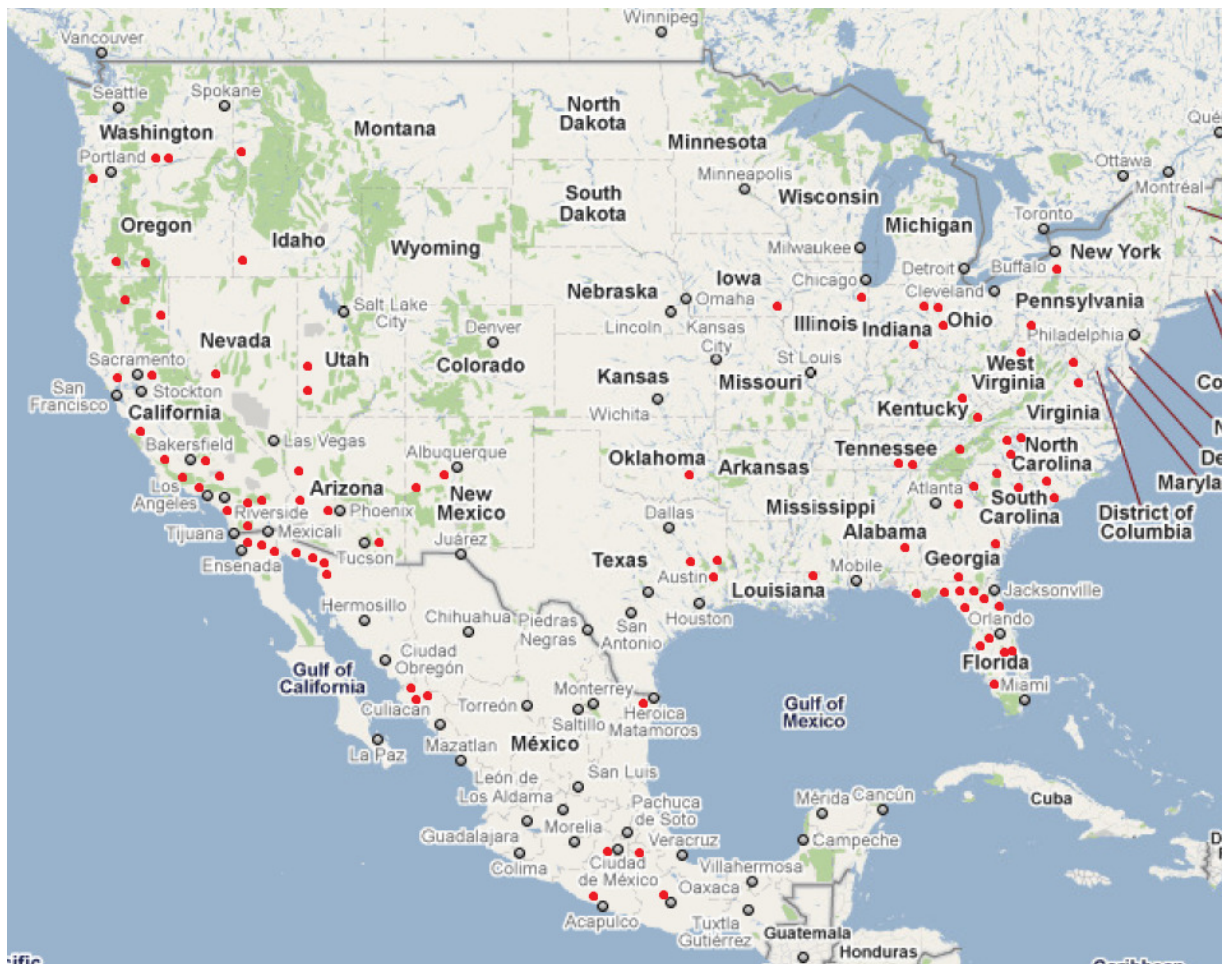 Winnipeg
Vancouver
Seattle
Spokane
Washington
Montana
North
Dakota
Minnesota
Portland
Minneapolis
Ottawa
Montréal
South
Dakota
Wisconsin
Michigan
Toronto
Oregon
Idaho
Wyoming
Milwaukee
New York
Buffalo
Iowa
Chicago
Detroit
Cleveland
Nebraska
Omaha
Pennsylvania
Salt Lake
City
Lincoln
Kansas
City
Illinois
Indiana
Ohio
Philadelphia
Nevada
Denver
Utah
Colorado
Sacramento
St Louis
West
Virginia
San
Francisco
Stockton
Kansas
Missouri
California
Wichita
Kentucky
Virginia
Bakersfield
Las Vegas
Albuquerque
Oklahoma
Arkansas
Tennessee
North
Carolina
Maryla
Los
Angeles
Arizona
New
Mexico
Atlanta
South
Carolina
Riverside
Phoenix
Mississippi
District of
Columbia
Tijuana
Mexicali
Dallas
Alabama
Ensenada
Tucson
Juárez
Texas
Georgia
Austin
Mobile
Louisiana
Jacksonville
Hermosillo
Chihuahua
Piedras
Negras
San
Antonio
Houston
Orlando
Ciudad
Obregón
Gulf of
California
Florida
Monterrey
Miami
Culiacan
Torreón
Saltillo
Heroica
Matamoros
Gulf of
Mexico
La Paz
Mazatlan
México
San Luis
León de
Los Aldama
Pachuca
de Soto
Mérida
Cancún
Cuba
Guadalajara
Morelia
Veracruz
Campeche
Colima
Ciudad
de México
Villahermosa
Oaxaca
Acapulco
Tuxtla
Gutiérrez
Guatemala
Honduras